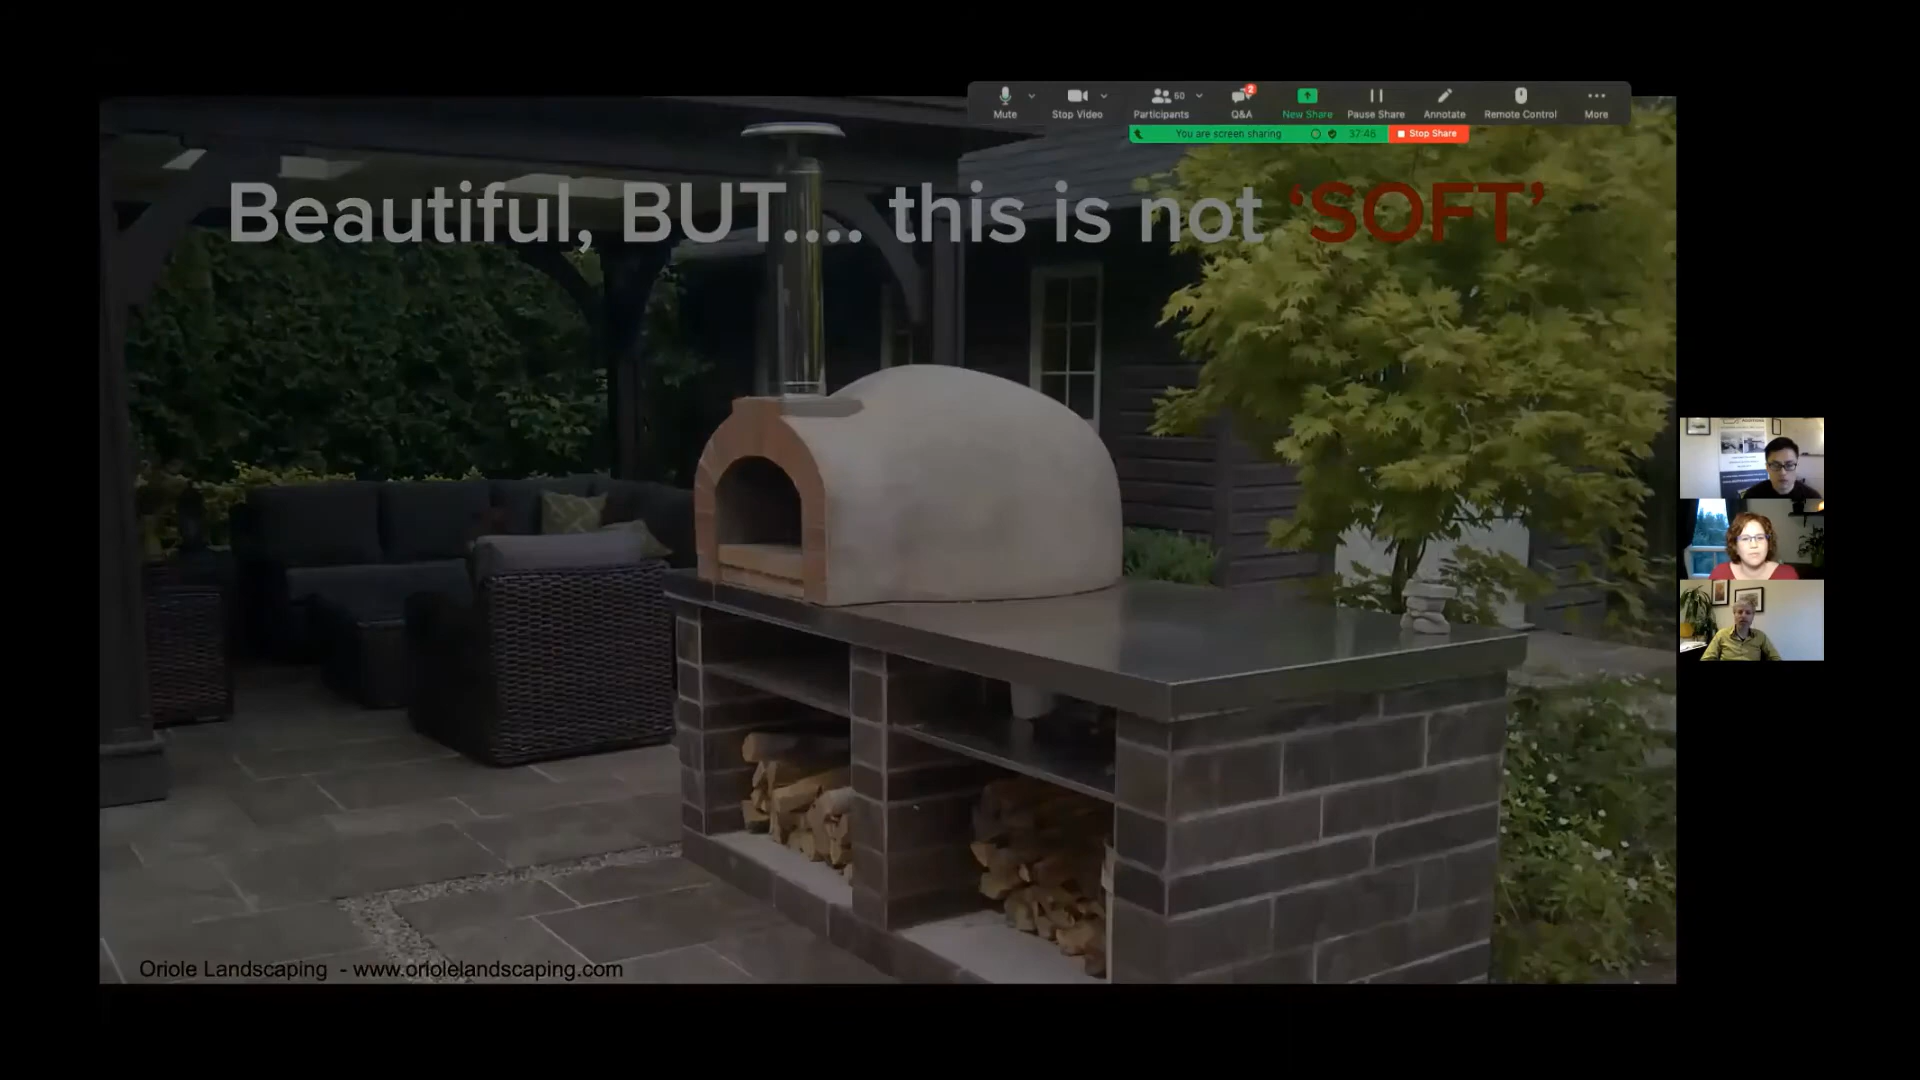 60
2
Mute
Stop Video
Participants
Q&A
New Share
Pause Share
Annotate
Remote Control
More
You are screen sharing
37:46
Stop Share
Beautiful, BUT.... this is not ‘SOFT’
Oriole Landscaping - www.oriolelandscaping.com